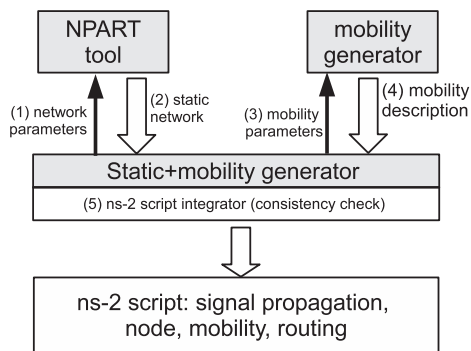 NPART
tool
mobility
generator
(1) network
parameters
(2) static
network
(3) mobility
parameters
(4) mobility
description
Static+mobility generator
(5) ns-2 script integrator (consistency check)
ns-2 script: signal propagation,
node, mobility, routing